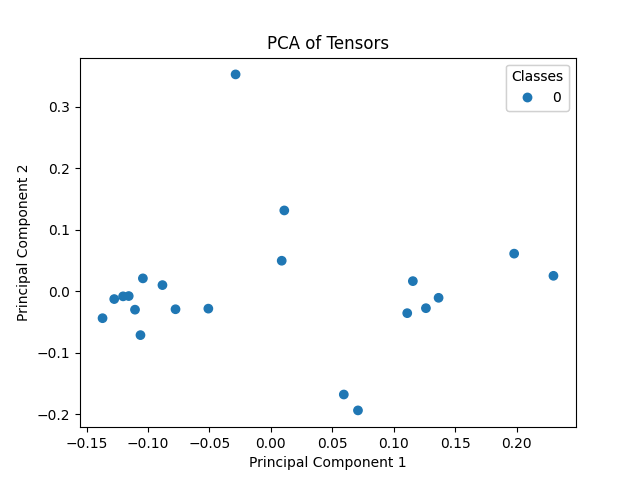 PCA of Tensors
Classes
0
0.3
0.2
0.1
0.0
−0.1
−0.2
Principal Component 2
−0.15 −0.10 −0.05 0.00 0.05 0.10 0.15 0.20
Principal Component 1